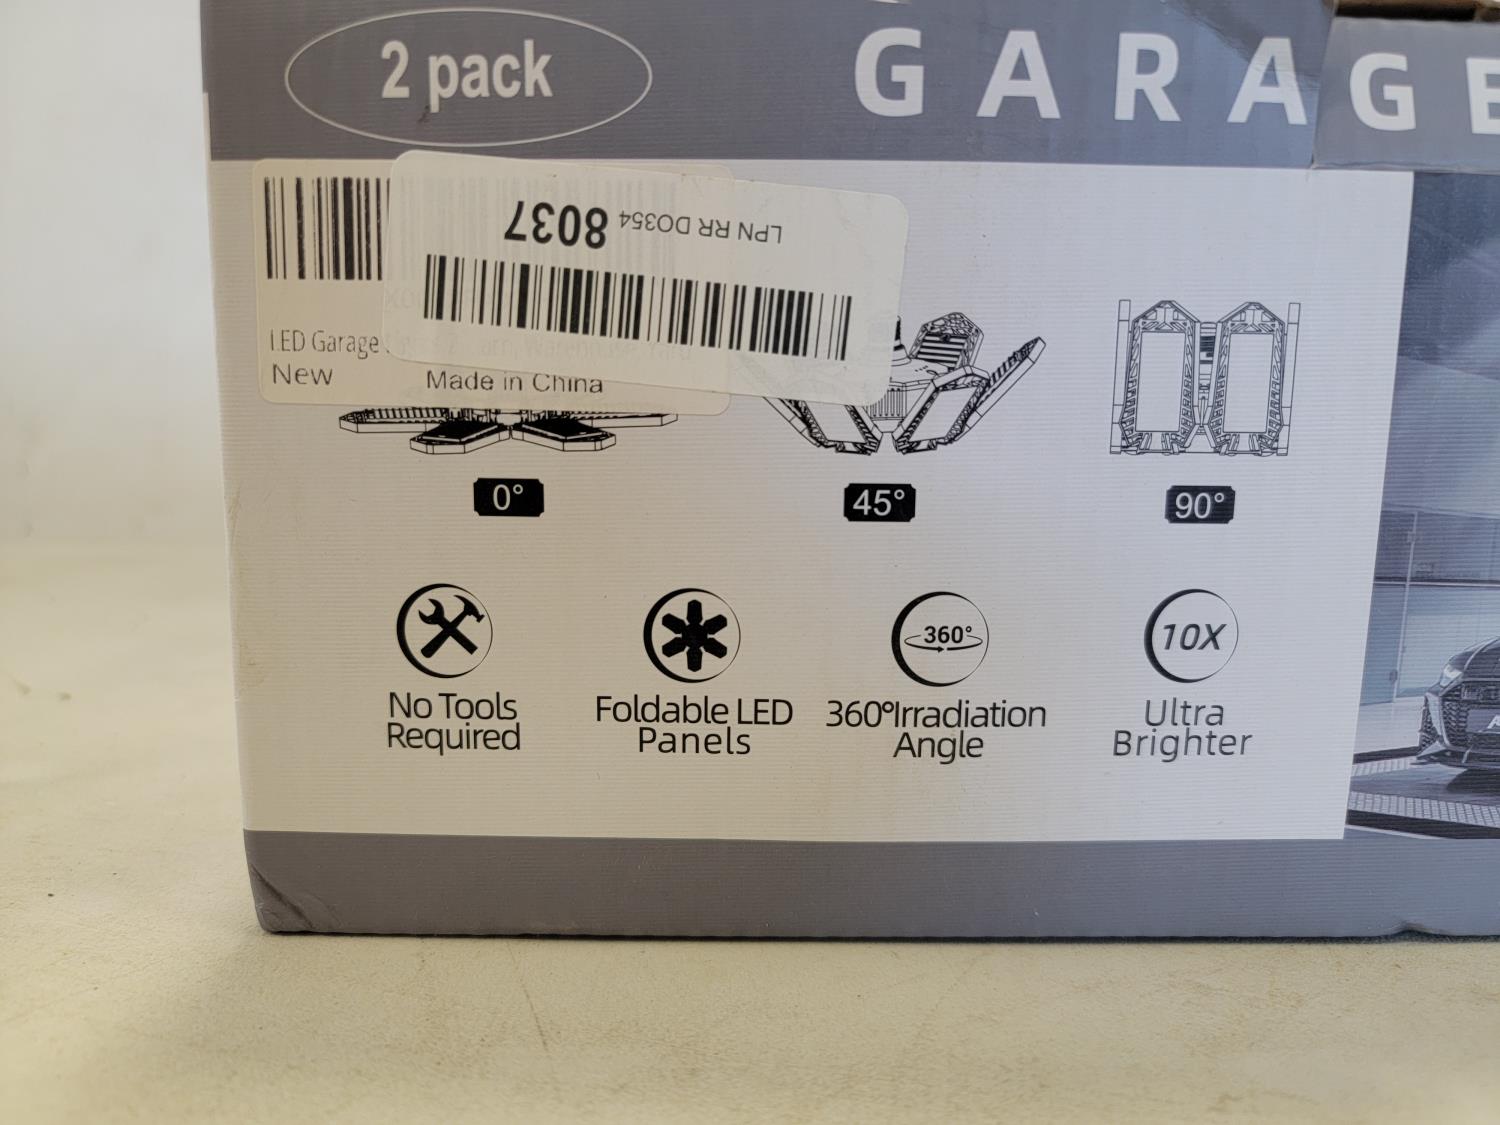 2 pack
GARAGE
LPN RR DO354 8037
LED Garage
New
Made in China
0°
45°
90°
360°
10X
No Tools
Required
Foldable LED
Panels
360°Irradiation
Angle
Ultra
Brighter